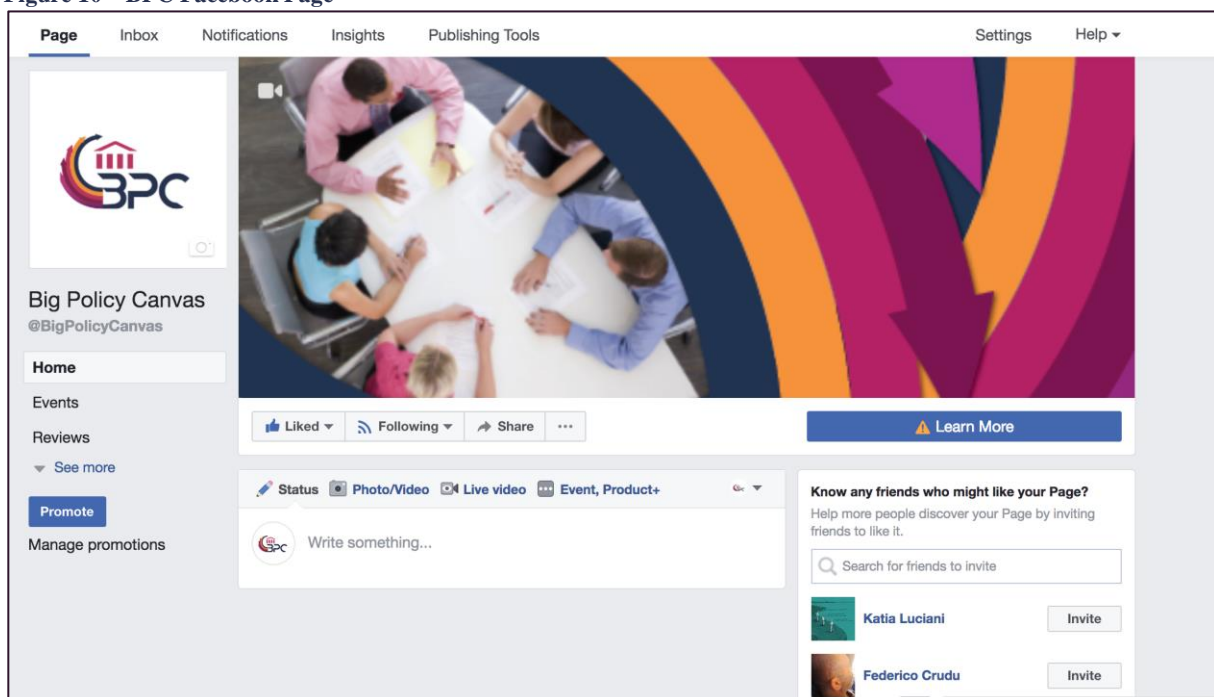 Figure 10 – BPC Facebook Page
Page Inbox Notifications Insights Publishing Tools Settings Help
BPC
Big Policy Canvas
@BigPolicyCanvas
Home
Events
Reviews
See more
Promote
Manage promotions
Liked Following Share ...
Learn More
Status Photo/Video Live video Event, Product+
BPC
Write something...
Know any friends who might like your Page?
Help more people discover your Page by inviting
friends to like it.
Search for friends to invite
Katia Luciani Invite
Federico Crudu Invite